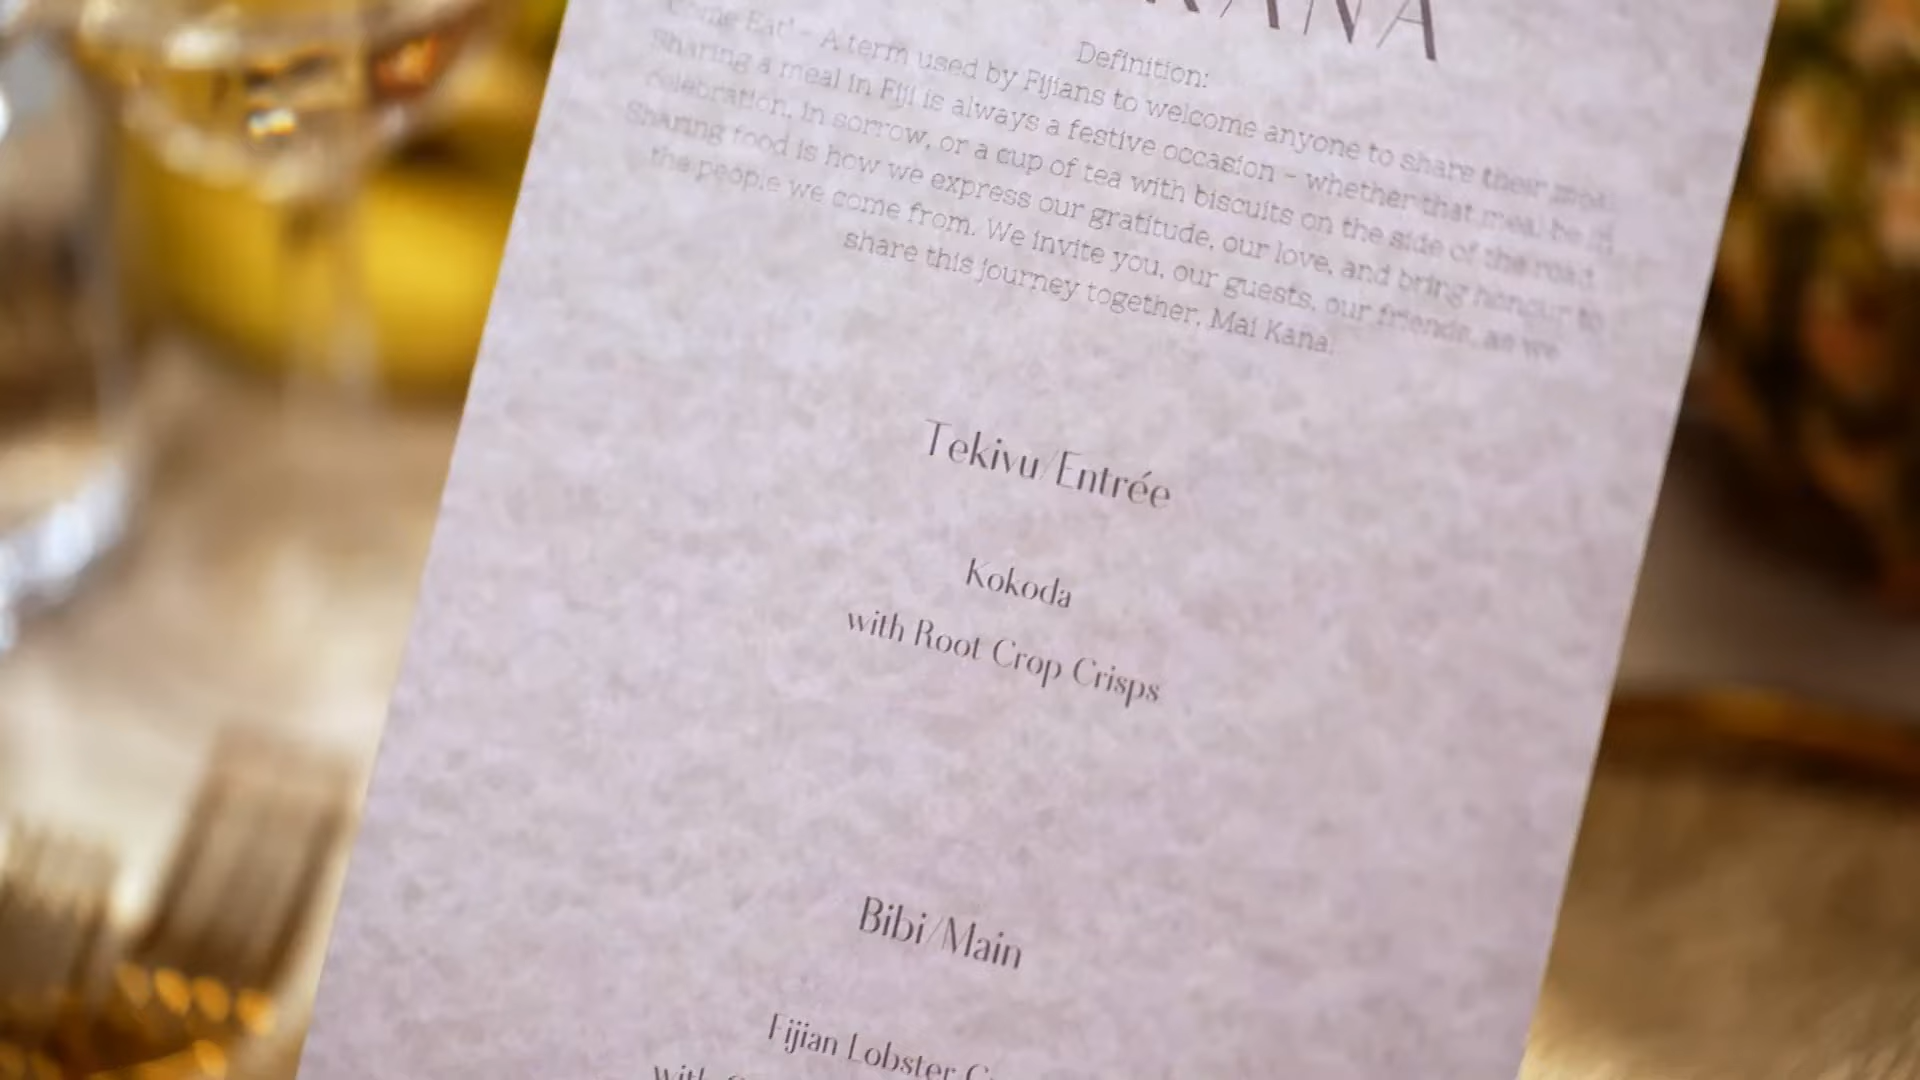 KANA
Definition:
Come Eat' - A term used by Fijians to welcome anyone to share their meal.
Sharing a meal in Fiji is always a festive occasion - whether that meal be in
celebration, in sorrow, or a cup of tea with biscuits on the side of the road.
Sharing food is how we express our gratitude, our love, and bring honour to
the people we come from. We invite you, our guests, our friends, as we
share this journey together, Mai Kana.
Tekivu/Entrée
Kokoda
with Root Crop Crisps
Bibi/Main
Fijian Lobster
with